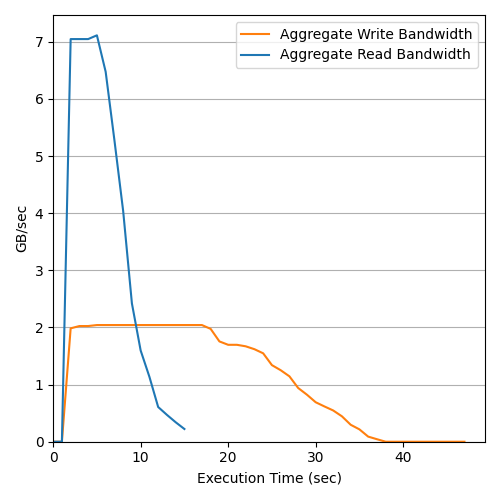 Aggregate Write Bandwidth
Aggregate Read Bandwidth
7
6
5
4
3
2
1
0
GB/sec
0 10 20 30 40
Execution Time (sec)